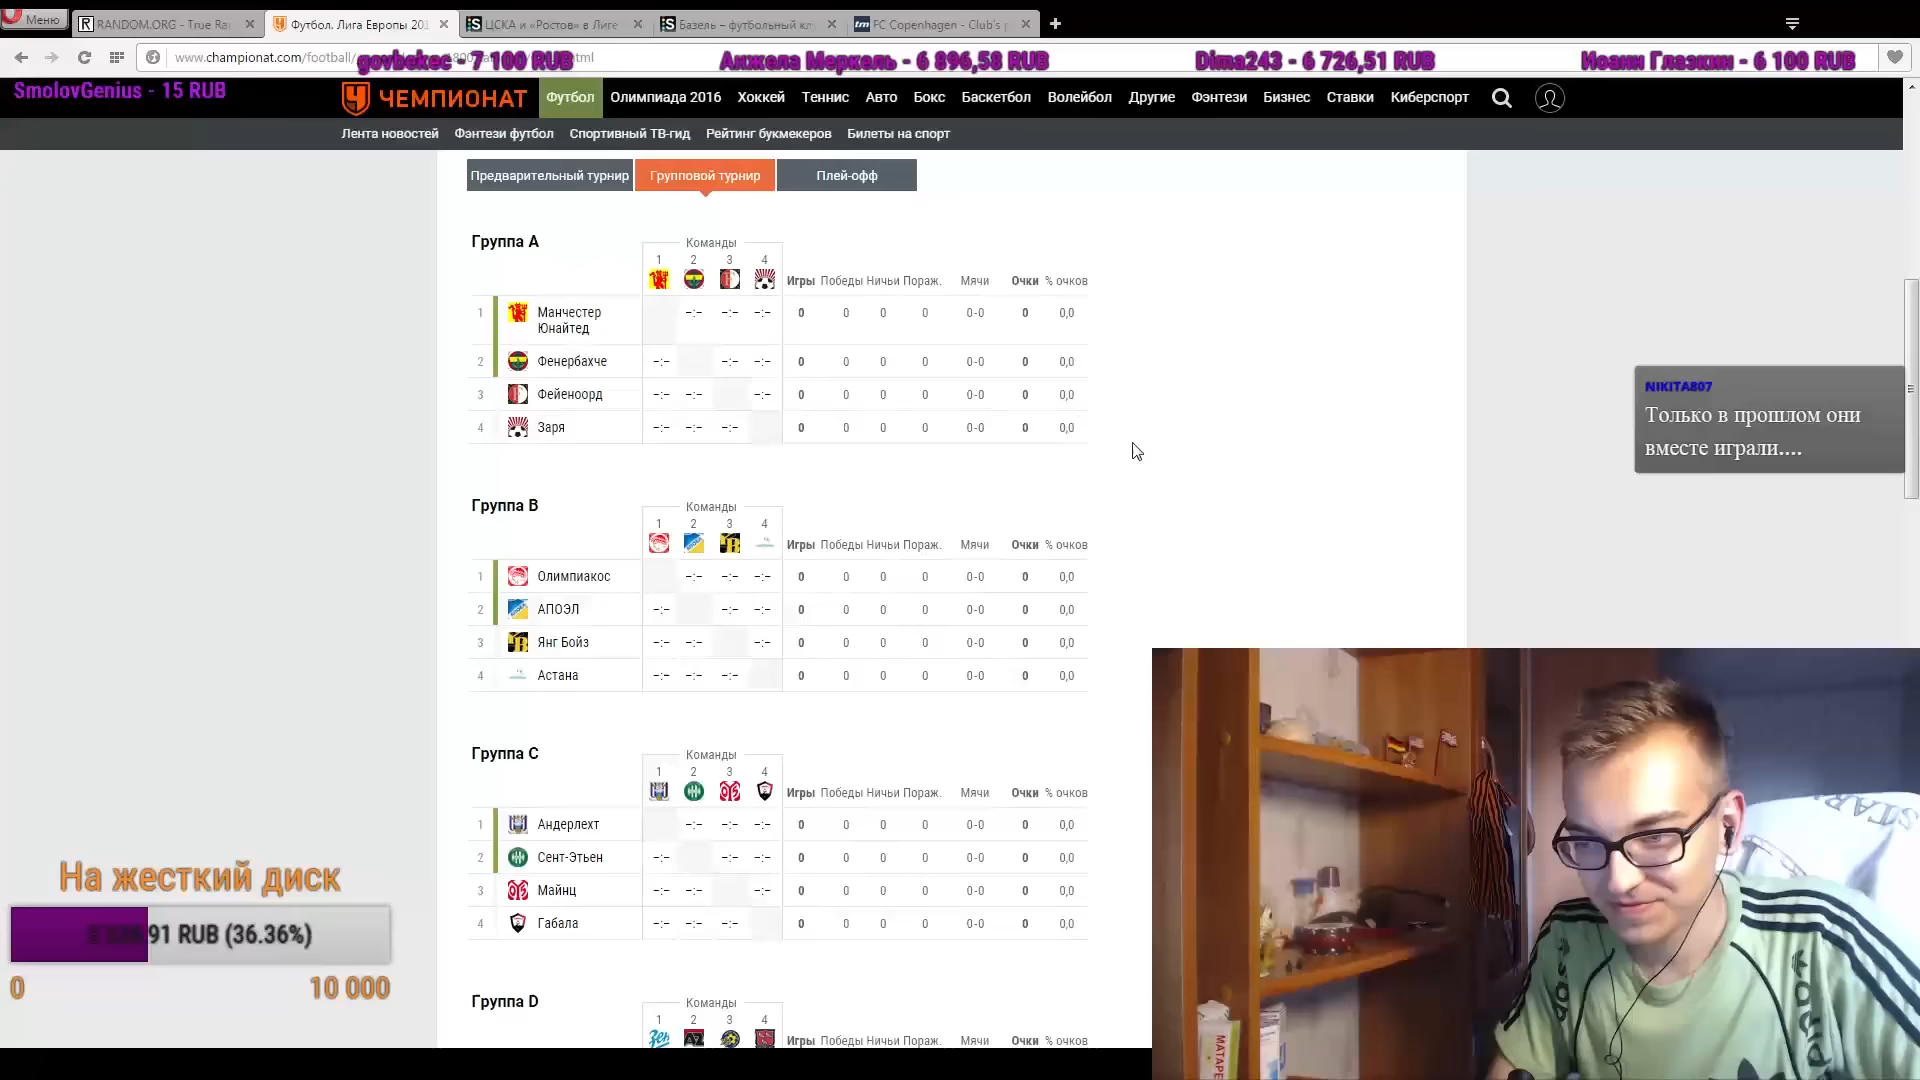 Меню
RANDOM.ORG - True Ra
Футбол. Лига Европы 201
ЦСКА и «Ростов» в Лиге
Базель – футбольный кл
FC Copenhagen - Club's p
www.championat.com/football/
govbekec - 7 100 RUB
Анжела Меркель - 6 896,58 RUB
Dima243 - 6 726,51 RUB
Иоанн Глазкин - 6 100 RUB
SmolovGenius - 15 RUB
ЧЕМПИОНАТ
Футбол Олимпиада 2016 Хоккей Теннис Авто Бокс Баскетбол Волейбол Другие Фэнтези Бизнес Ставки Киберспорт
Лента новостей Фэнтези футбол Спортивный ТВ-гид Рейтинг букмекеров Билеты на спорт
Предварительный турнир Групповой турнир Плей-офф
Группа A
Команды
1 2 3 4
Игры Победы Ничьи Пораж. Мячи Очки % очков
1 Манчестер Юнайтед -:- -:- -:- 0 0 0 0 0-0 0 0,0
2 Фенербахче -:- -:- -:- 0 0 0 0 0-0 0 0,0
3 Фейеноорд -:- -:- -:- 0 0 0 0 0-0 0 0,0
4 Заря -:- -:- -:- 0 0 0 0 0-0 0 0,0
NIKITA807
Только в прошлом они
вместе играли....
Группа B
Команды
1 2 3 4
Игры Победы Ничьи Пораж. Мячи Очки % очков
1 Олимпиакос -:- -:- -:- 0 0 0 0 0-0 0 0,0
2 АПОЭЛ -:- -:- -:- 0 0 0 0 0-0 0 0,0
3 Янг Бойз -:- -:- -:- 0 0 0 0 0-0 0 0,0
4 Астана -:- -:- -:- 0 0 0 0 0-0 0 0,0
Группа C
Команды
1 2 3 4
Игры Победы Ничьи Пораж. Мячи Очки % очков
1 Андерлехт -:- -:- -:- 0 0 0 0 0-0 0 0,0
2 Сент-Этьен -:- -:- -:- 0 0 0 0 0-0 0 0,0
3 Майнц -:- -:- -:- 0 0 0 0 0-0 0 0,0
4 Габала -:- -:- -:- 0 0 0 0 0-0 0 0,0
Группа D
Команды
1 2 3 4
Игры Победы Ничьи Пораж. Мячи Очки % очков
На жесткий диск
RUB (36.36%)
0 10 000
adidas